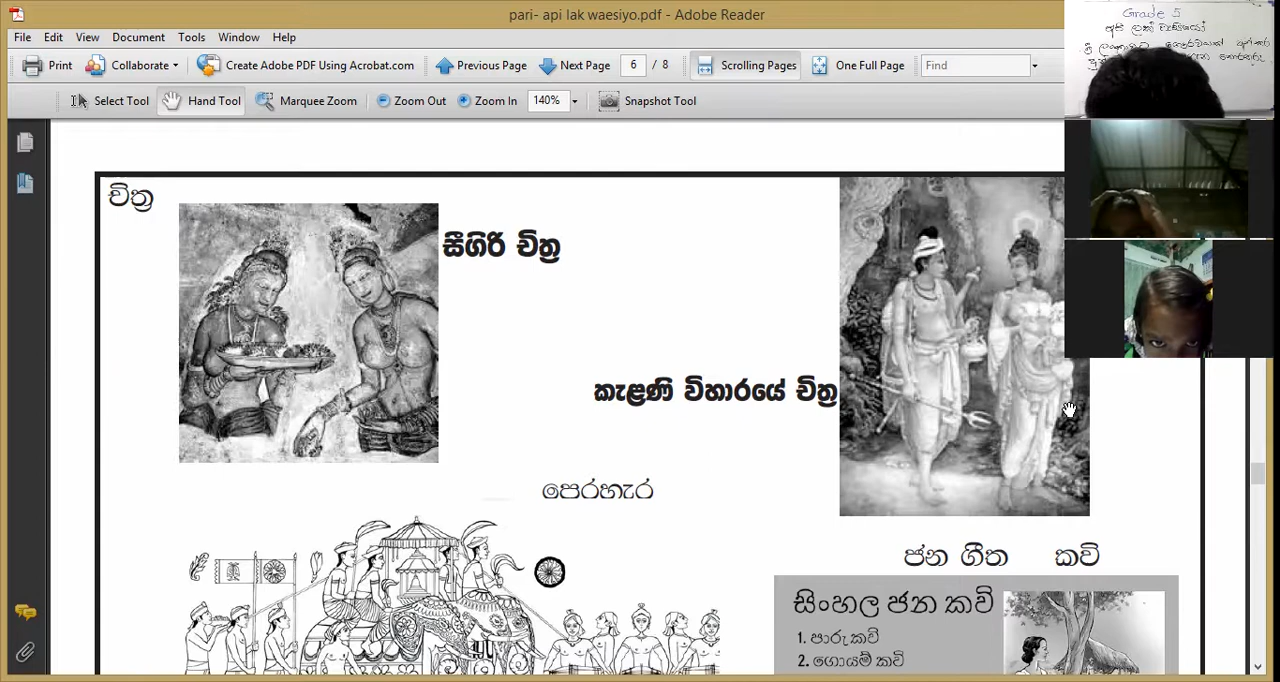 pari- api lak waesiyo.pdf - Adobe Reader
File Edit View Document Tools Window Help
Print Collaborate Create Adobe PDF Using Acrobat.com Previous Page Next Page 6 / 8 Scrolling Pages One Full Page Find
Select Tool Hand Tool Marquee Zoom Zoom Out Zoom In 140% Snapshot Tool
Grade 5
අපි ලක් වැසියෝ
චිත්‍ර
සීගිරි චිත්‍ර
කැළණි විහාරයේ චිත්‍ර
පෙරහැර
ජන ගීත කවි
සිංහල ජන කවි
1. පාරු කවි
2. ගොයම් කවි